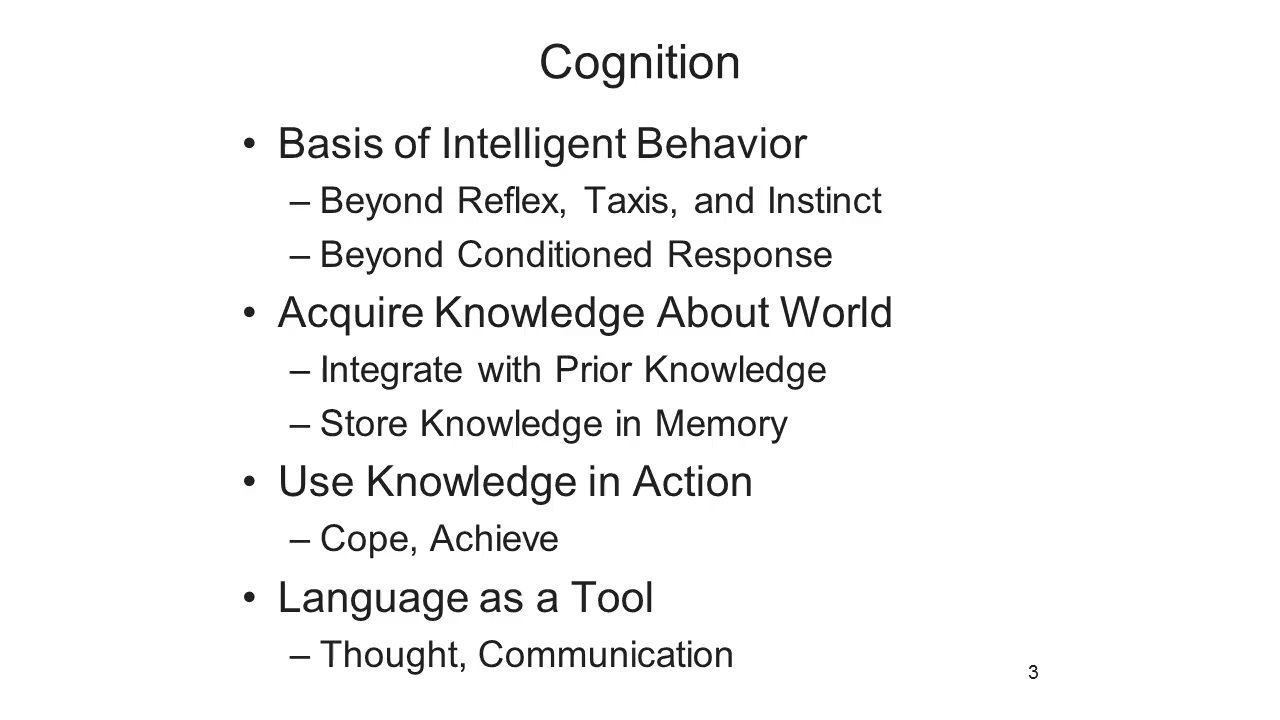 Cognition
• Basis of Intelligent Behavior
– Beyond Reflex, Taxis, and Instinct
– Beyond Conditioned Response
• Acquire Knowledge About World
– Integrate with Prior Knowledge
– Store Knowledge in Memory
• Use Knowledge in Action
– Cope, Achieve
• Language as a Tool
– Thought, Communication
3